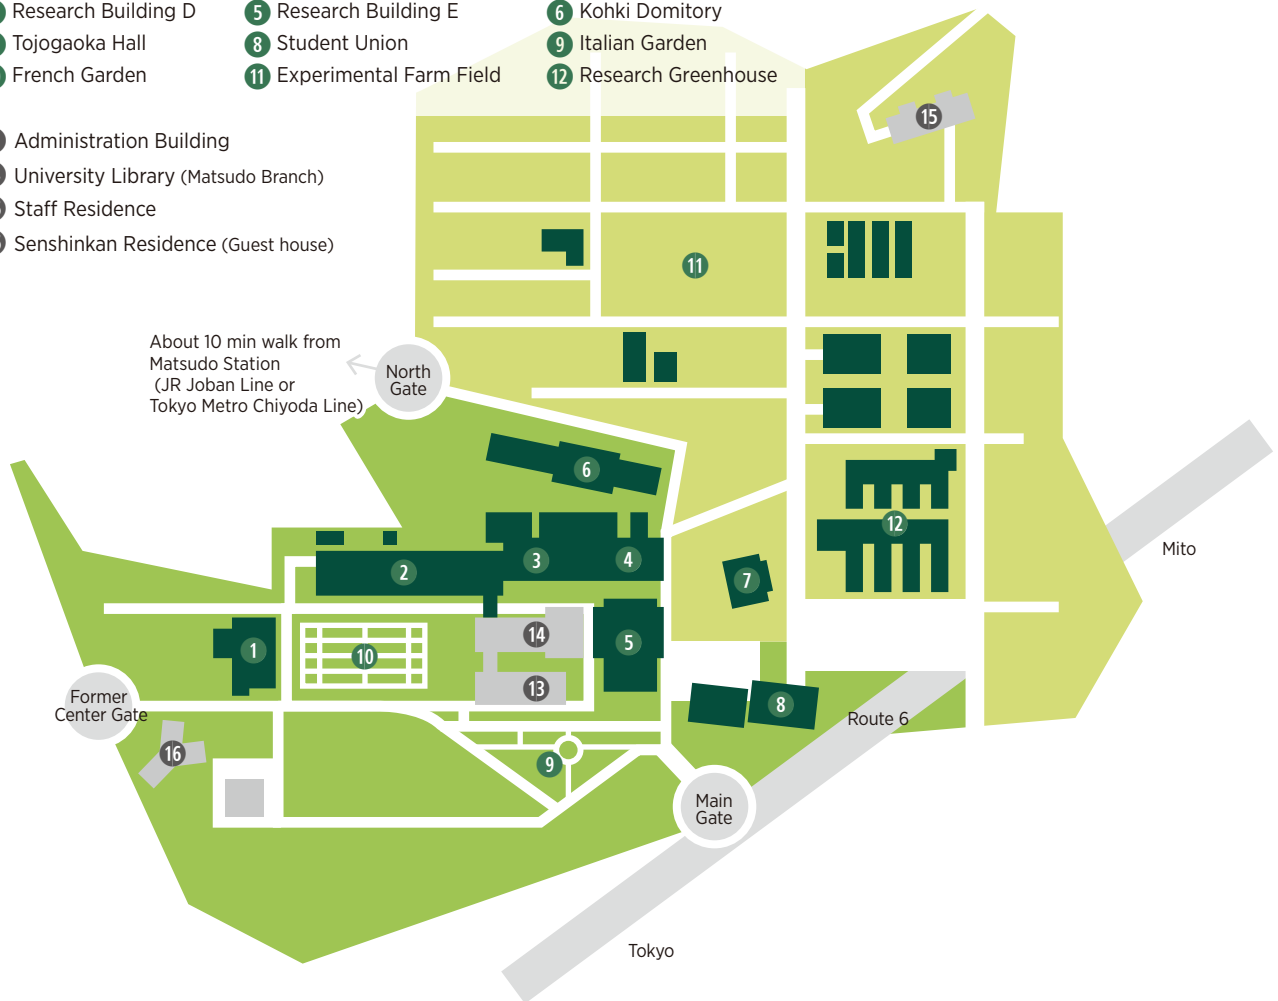 Research Building D
5 Research Building E
6 Kohki Domitory
Tojogaoka Hall
8 Student Union
9 Italian Garden
French Garden
11 Experimental Farm Field
12 Research Greenhouse
Administration Building
University Library (Matsudo Branch)
Staff Residence
Senshinkan Residence (Guest house)
15
11
About 10 min walk from
Matsudo Station
(JR Joban Line or
Tokyo Metro Chiyoda Line)
North
Gate
6
12
Mito
2
3
4
7
1
10
14
5
13
Former
Center Gate
8
Route 6
16
9
Main
Gate
Tokyo